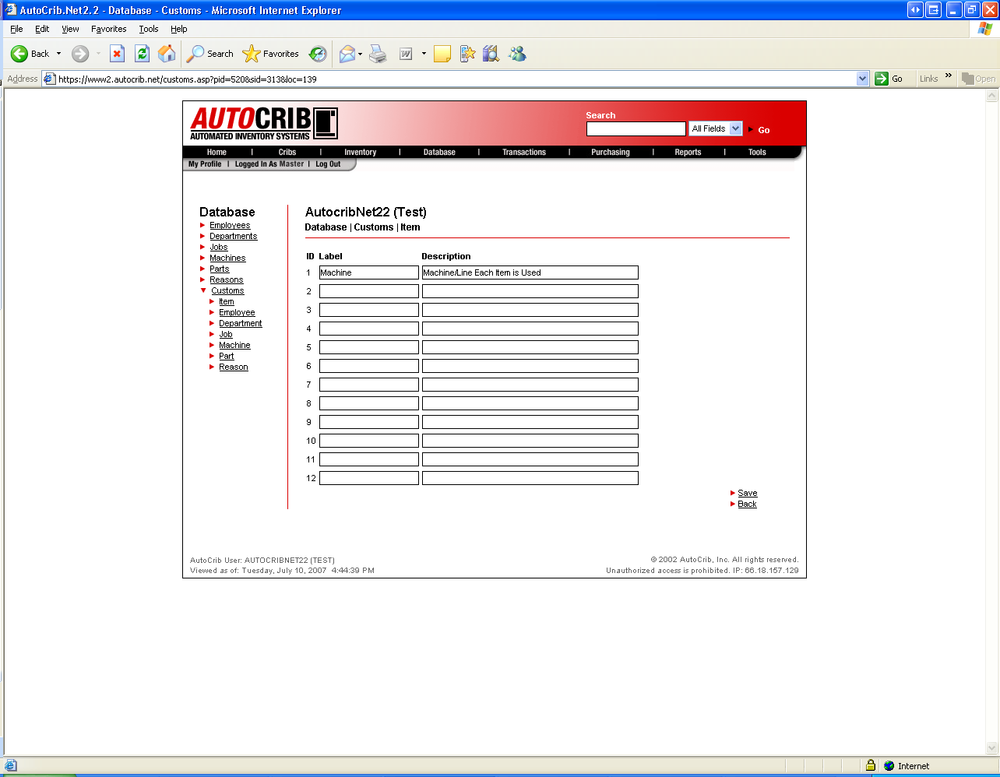 AutoCrib.Net2.2 - Database - Customs - Microsoft Internet Explorer
File Edit View Favorites Tools Help
Back Search Favorites
Address https://www2.autocrib.net/customs.asp?pid=520&sid=313&loc=139 Go Links » Open
AUTOCRIB
AUTOMATED INVENTORY SYSTEMS
Search
All Fields Go
Home | Cribs | Inventory | Database | Transactions | Purchasing | Reports | Tools
My Profile | Logged In As Master | Log Out
Database
Employees
Departments
Jobs
Machines
Parts
Reasons
Customs
Item
Employee
Department
Job
Machine
Part
Reason
AutocribNet22 (Test)
Database | Customs | Item
ID Label Description
1 Machine Machine/Line Each Item is Used
2
3
4
5
6
7
8
9
10
11
12
Save
Back
AutoCrib User: AUTOCRIBNET22 (TEST)
Viewed as of: Tuesday, July 10, 2007 4:44:39 PM
© 2002 AutoCrib, Inc. All rights reserved.
Unauthorized access is prohibited. IP: 66.18.157.129
Internet